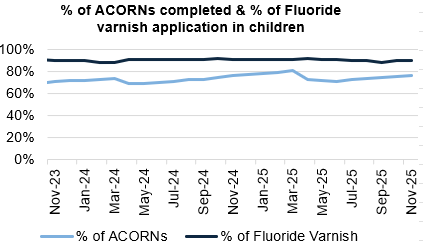 % of ACORNs completed & % of Fluoride
varnish application in children
100%
80%
60%
40%
20%
0%
Nov-23
Jan-24
Mar-24
May-24
Jul-24
Sep-24
Nov-24
Jan-25
Mar-25
May-25
Jul-25
Sep-25
Nov-25
% of ACORNs
% of Fluoride Varnish